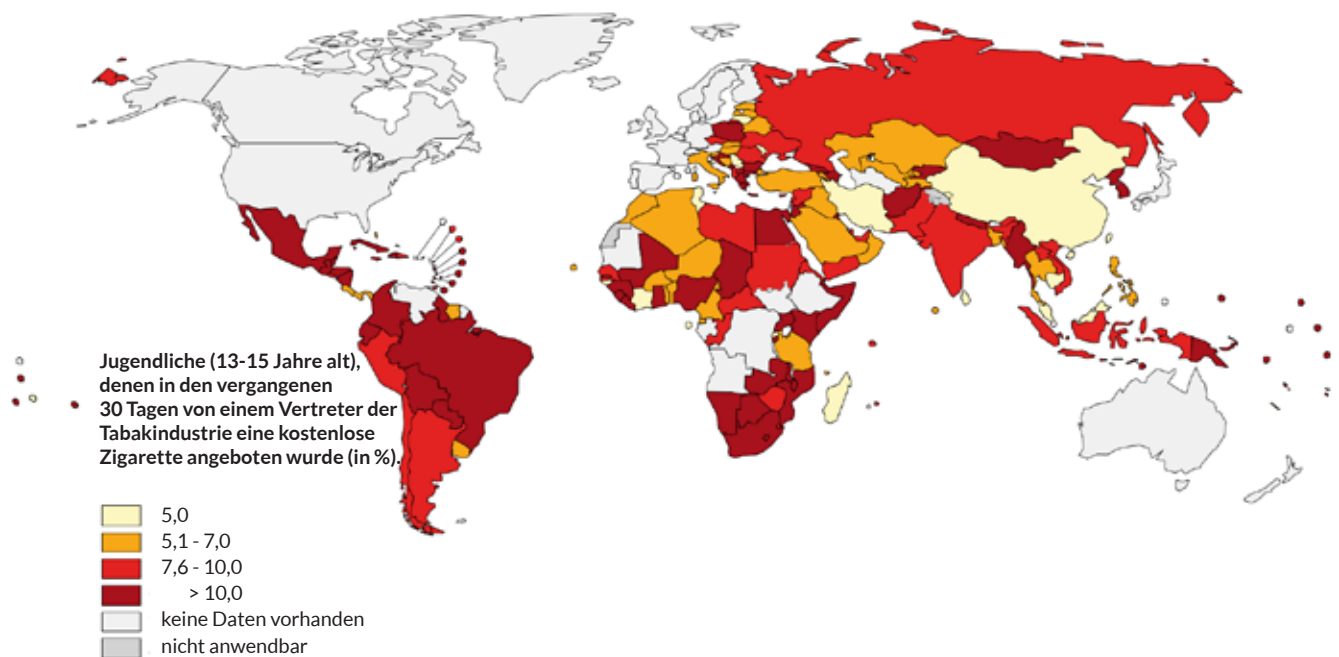 Jugendliche (13-15 Jahre alt),
denen in den vergangenen
30 Tagen von einem Vertreter der
Tabakindustrie eine kostenlose
Zigarette angeboten wurde (in %).
5,0
5,1 - 7,0
7,6 - 10,0
> 10,0
keine Daten vorhanden
nicht anwendbar